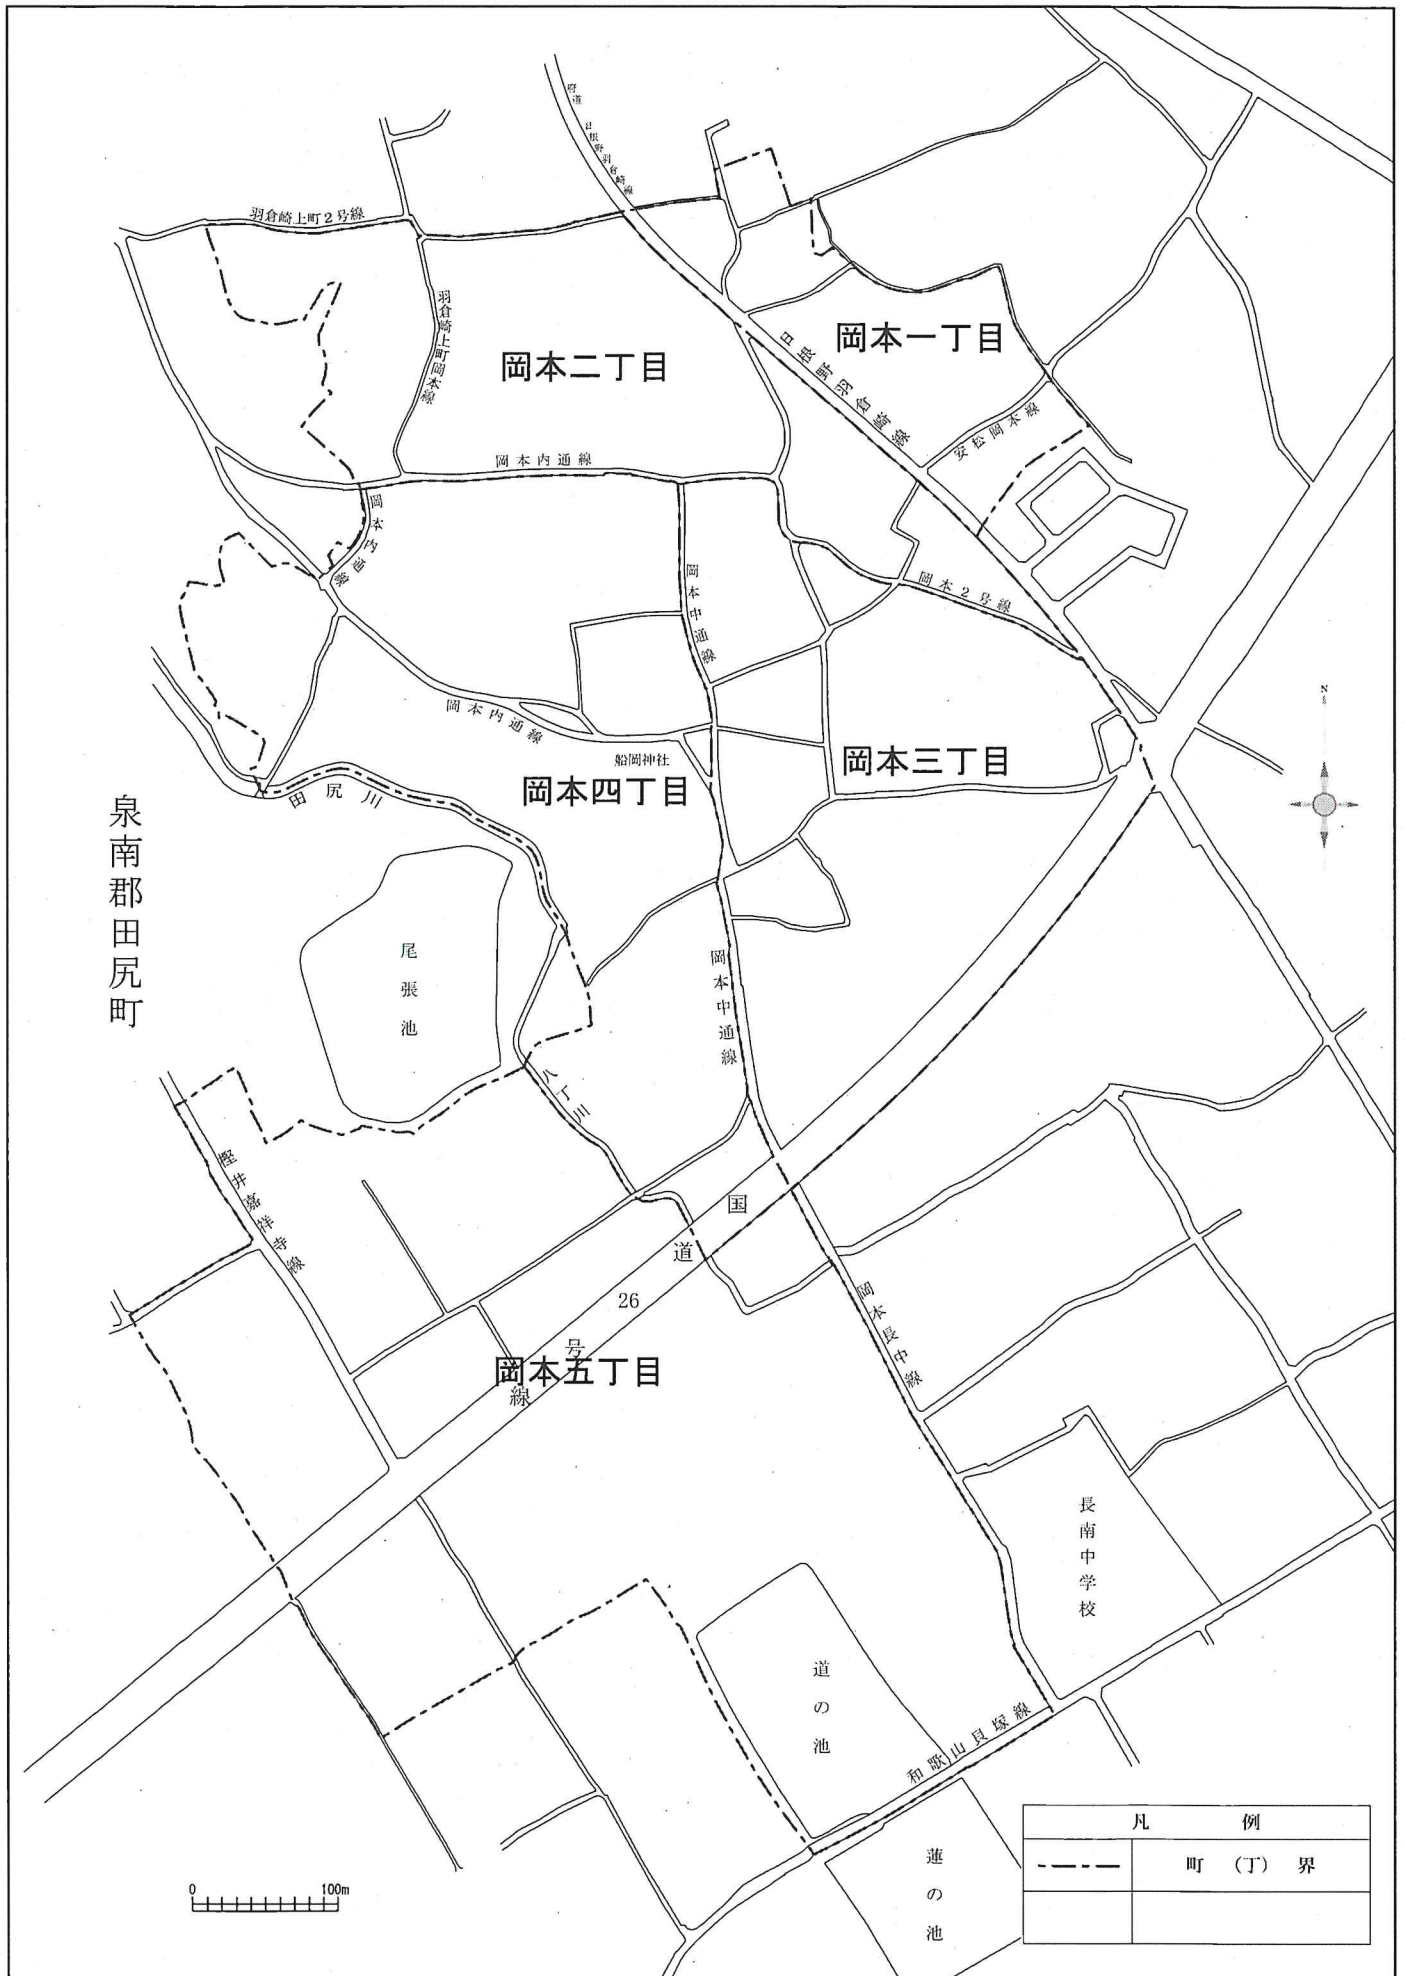 府道 日根野羽倉崎線
羽倉崎上町2号線
羽倉崎上町岡本線
岡本一丁目
日根野羽倉崎線
岡本二丁目
安松岡本線
岡本内通線
岡本内通線
岡本中通線
岡本2号線
N
岡本内通線
船岡神社
岡本三丁目
岡本四丁目
田尻川
泉南郡田尻町
尾張池
岡本中通線
八丁川
樫井嘉祥寺線
国道26号線
岡本長中線
岡本五丁目
長南中学校
道の池
和歌山貝塚線
蓮の池
凡例
町(丁)界
0 100m